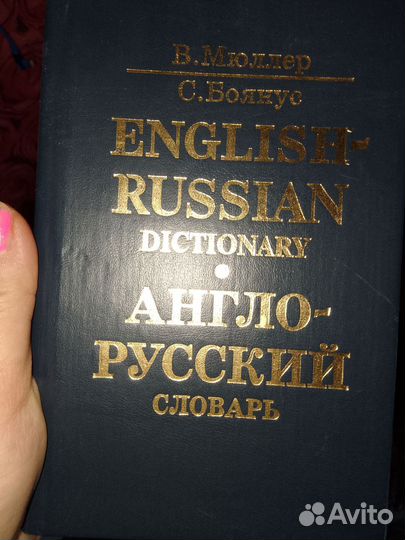 В. Мюллер
С. Боянус
ENGLISH-
RUSSIAN
DICTIONARY
•
АНГЛО-
РУССКИЙ
СЛОВАРЬ
Avito